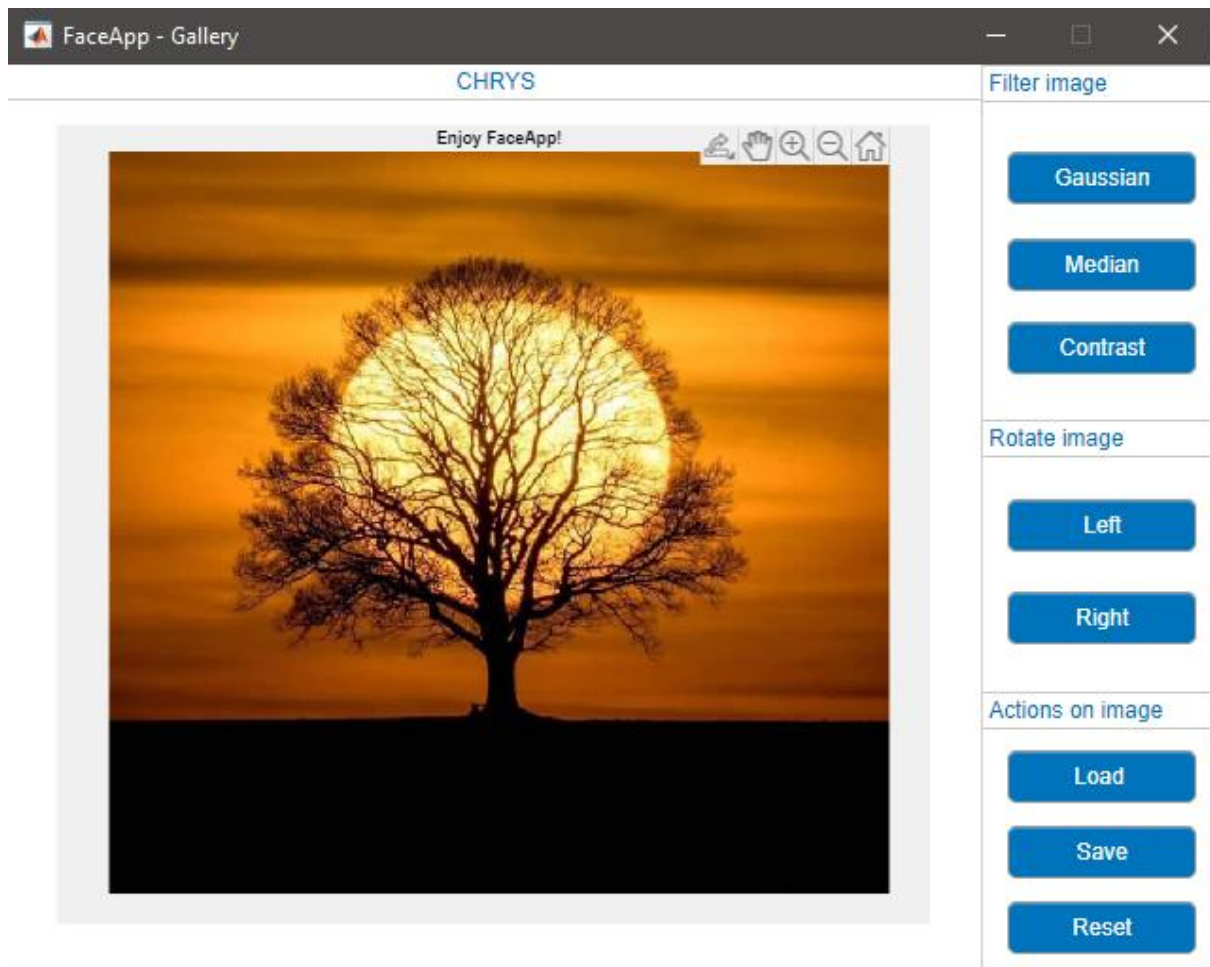 FaceApp - Gallery
CHRYS
Enjoy FaceApp!
Filter image
Gaussian
Median
Contrast
Rotate image
Left
Right
Actions on image
Load
Save
Reset